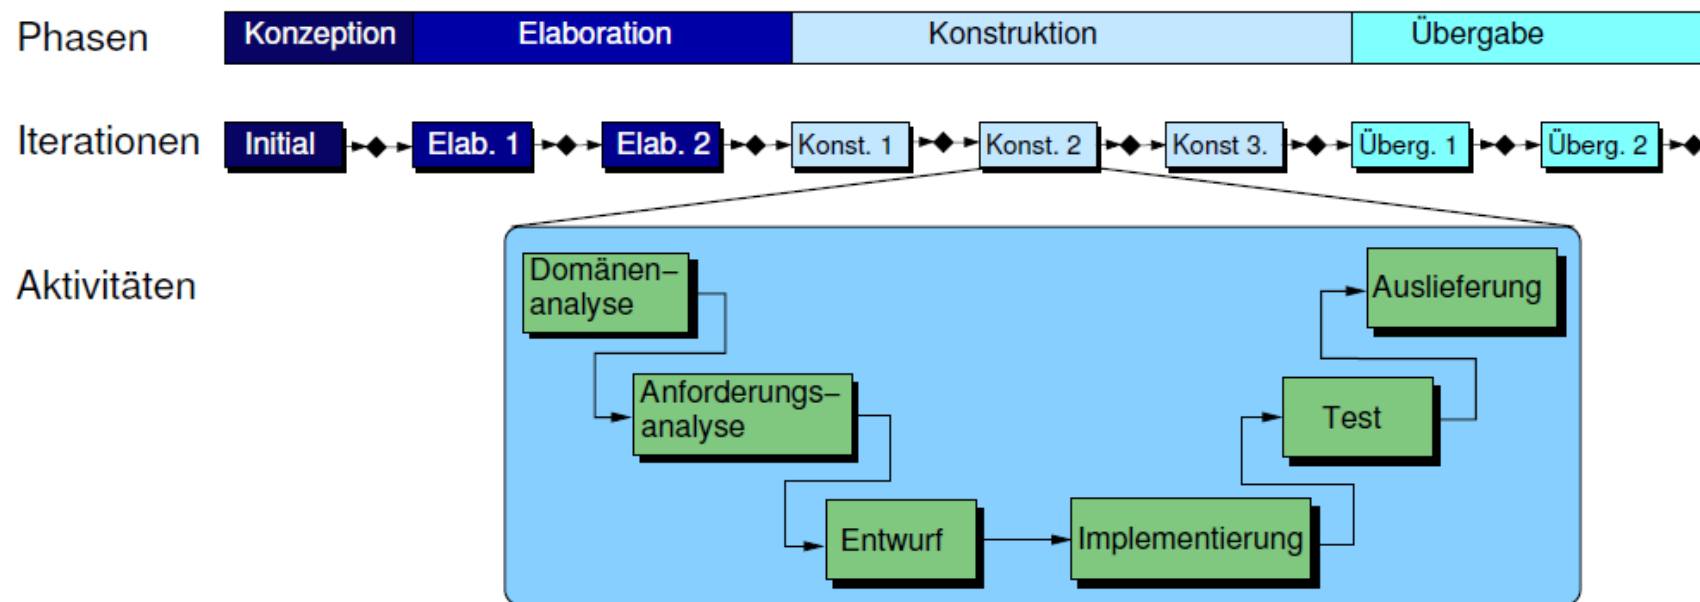 Phasen Konzeption Elaboration Konstruktion Übergabe
Iterationen Initial Elab. 1 Elab. 2 Konst. 1 Konst. 2 Konst 3. Überg. 1 Überg. 2
Aktivitäten
Domänen–
analyse
Anforderungs–
analyse
Entwurf
Implementierung
Test
Auslieferung